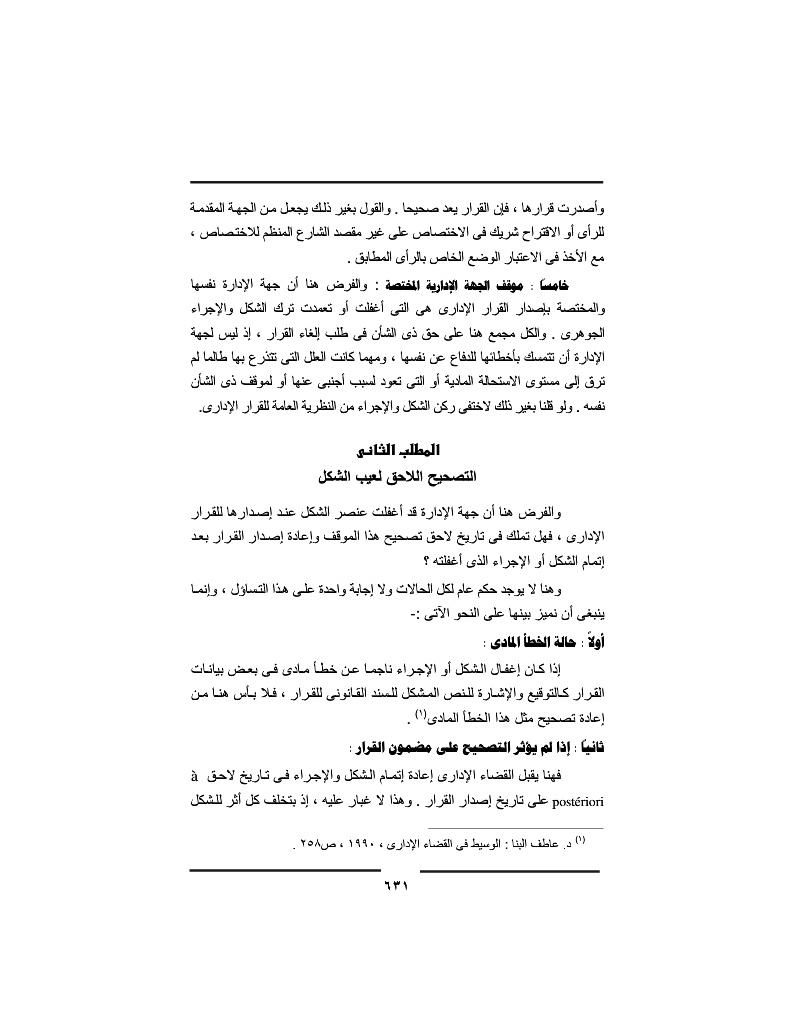 وأصدرت قرارها ، فإن القرار يعد صحيحا . والقول بغير ذلك يجعل من الجهة المقدمة
للرأى أو الاقتراح شريك فى الاختصاص على غير مقصد الشارع المنظم للاختصاص ،
مع الأخذ فى الاعتبار الوضع الخاص بالرأى المطابق .
خامساً : موقف الجهة الإدارية المختصة : والفرض هنا أن جهة الإدارة نفسها
والمختصة بإصدار القرار الإدارى هى التى أغفلت أو تعمدت ترك الشكل والإجراء
الجوهرى . والكل مجمع هنا على حق ذى الشأن فى طلب إلغاء القرار ، إذ ليس لجهة
الإدارة أن تتمسك بأخطائها للدفاع عن نفسها ، ومهما كانت العلل التى تتذرع بها طالما لم
ترق إلى مستوى الاستحالة المادية أو التى تعود لسبب أجنبى عنها أو لموقف ذى الشأن
نفسه . ولو قلنا بغير ذلك لاختفى ركن الشكل والإجراء من النظرية العامة للقرار الإدارى.
المطلب الثانى
التصحيح اللاحق لعيب الشكل
والفرض هنا أن جهة الإدارة قد أغفلت عنصر الشكل عند إصدارها للقرار
الإدارى ، فهل تملك فى تاريخ لاحق تصحيح هذا الموقف وإعادة إصدار القرار بعد
إتمام الشكل أو الإجراء الذى أغفلته ؟
وهنا لا يوجد حكم عام لكل الحالات ولا إجابة واحدة على هذا التساؤل ، وإنما
ينبغى أن نميز بينها على النحو الآتى :-
أولاً : حالة الخطأ المادى :
إذا كان إغفال الشكل أو الإجراء ناجما عن خطأ مادى فى بعض بيانات
القرار كالتوقيع والإشارة للنص المشكل للسند القانونى للقرار ، فلا بأس هنا من
إعادة تصحيح مثل هذا الخطأ المادى(١) .
ثانياً : إذا لم يؤثر التصحيح على مضمون القرار :
فهنا يقبل القضاء الإدارى إعادة إتمام الشكل والإجراء فى تاريخ لاحق à
postériori على تاريخ إصدار القرار . وهذا لا غبار عليه ، إذ بتخلف كل أثر للشكل
(١) د. عاطف البنا : الوسيط فى القضاء الإدارى ، ١٩٩٠ ، ص٢٥٨ .
٦٣١